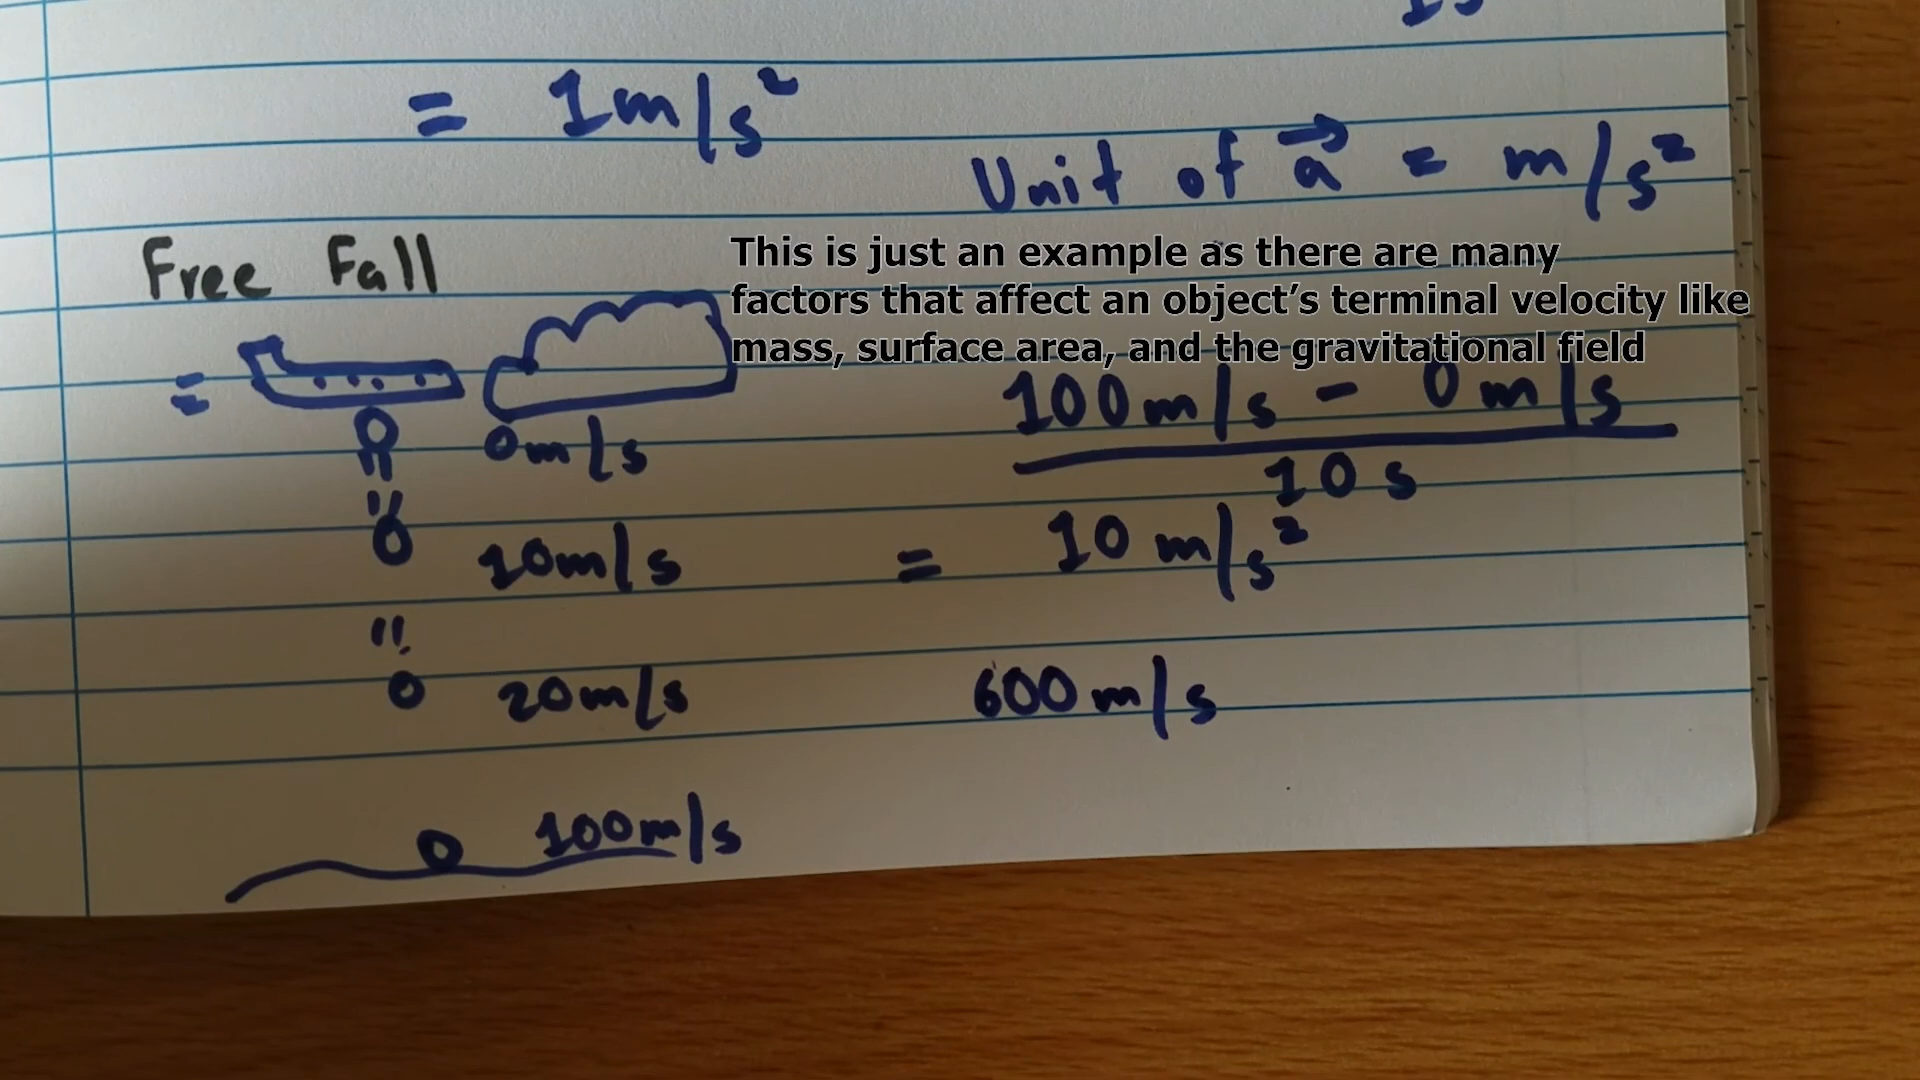 = 1m/s²
Unit of a⃗ = m/s²
Free Fall
This is just an example as there are many
factors that affect an object’s terminal velocity like
mass, surface area, and the gravitational field
=
0m/s
100m/s - 0m/s
10s
10m/s
= 10m/s²
20m/s
600m/s
100m/s